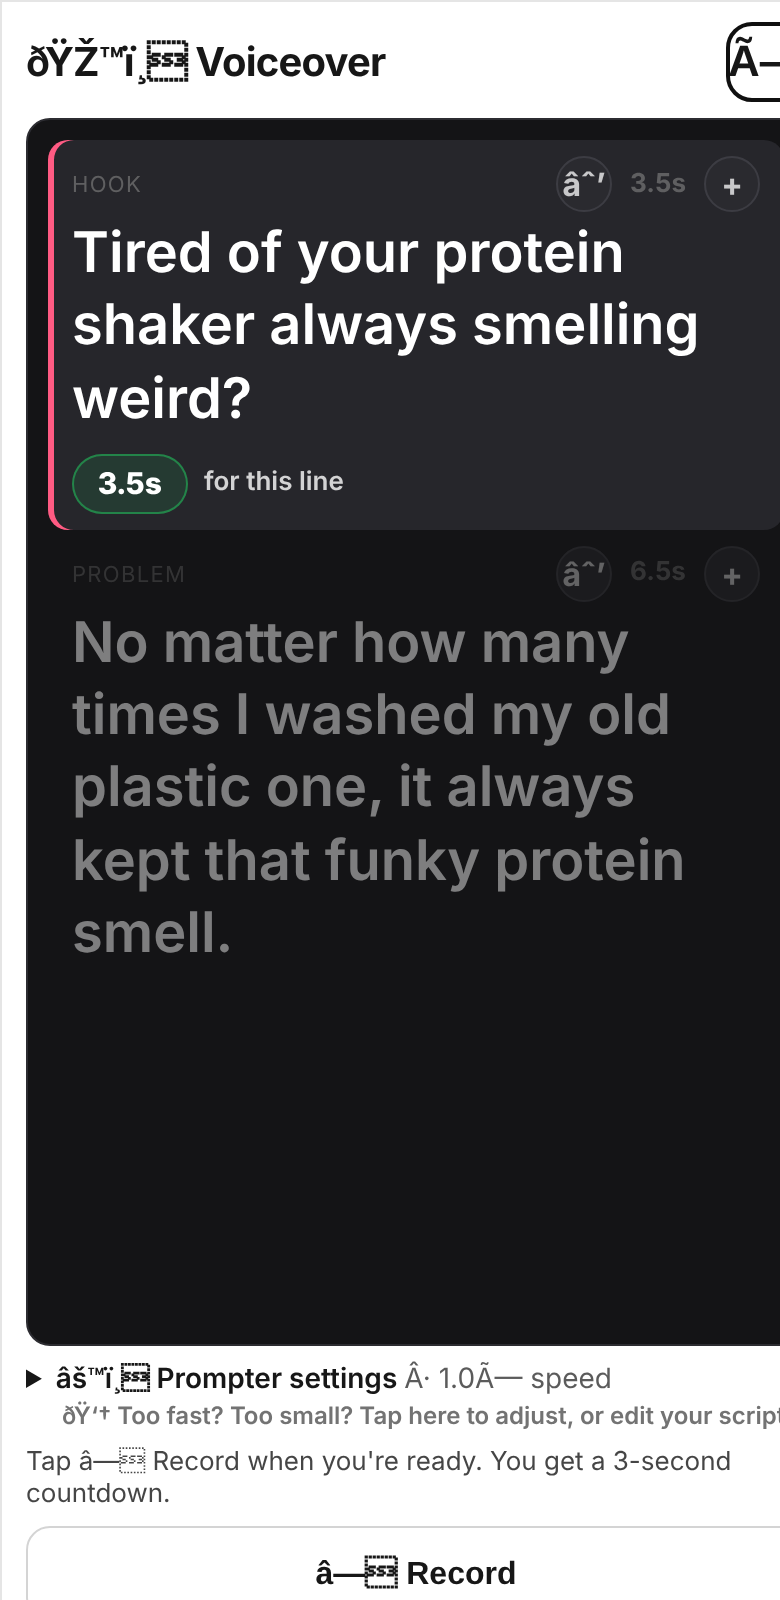 ðŸŽ™ï¸ Voiceover
Ã—
HOOK
âˆ’ 3.5s +
Tired of your protein
shaker always smelling
weird?
3.5s for this line
PROBLEM
âˆ’ 6.5s +
No matter how many
times I washed my old
plastic one, it always
kept that funky protein
smell.
▶ âš™ï¸ Prompter settings Â· 1.0Ã— speed
ðŸ‘† Too fast? Too small? Tap here to adjust, or edit your script
Tap â— Record when you're ready. You get a 3-second
countdown.
â— Record